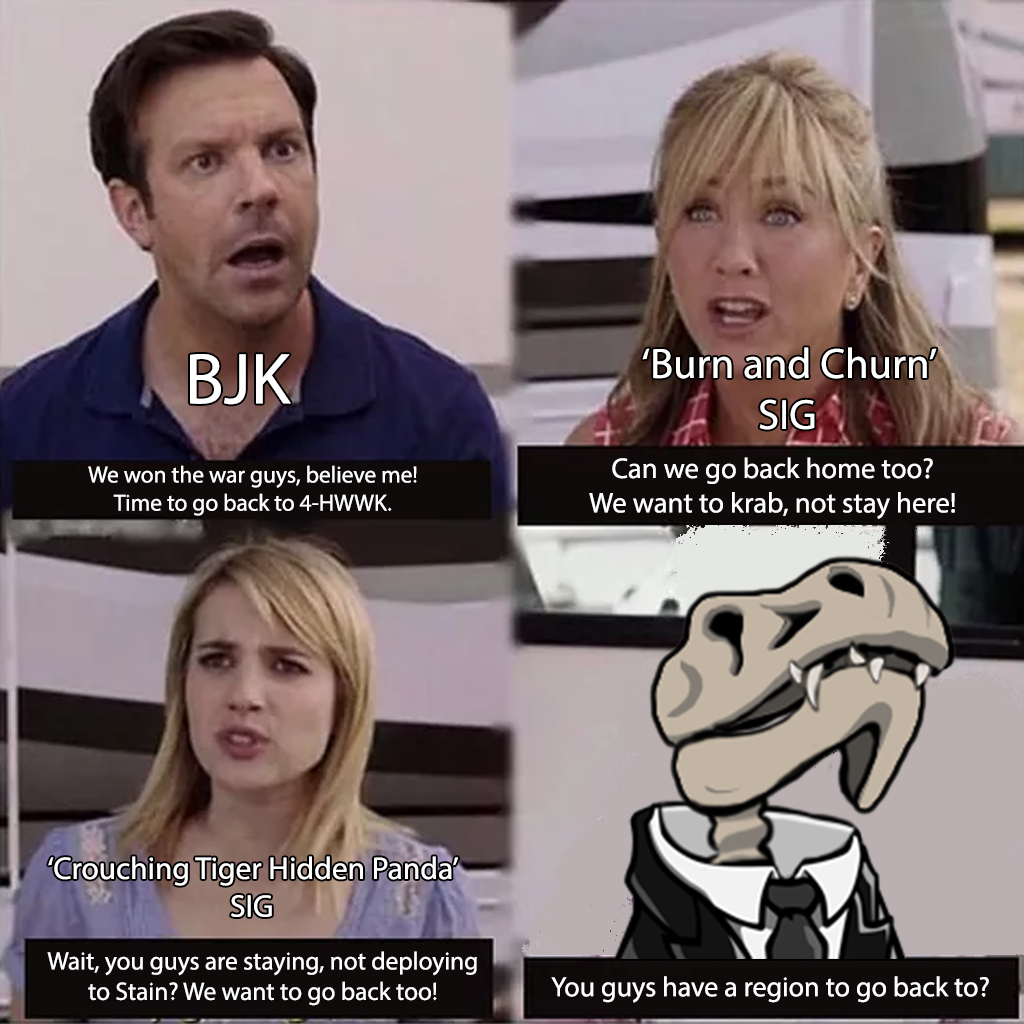 BJK
We won the war guys, believe me!
Time to go back to 4-HWWK.
‘Burn and Churn’
SIG
Can we go back home too?
We want to krab, not stay here!
‘Crouching Tiger Hidden Panda’
SIG
Wait, you guys are staying, not deploying
to Stain? We want to go back too!
You guys have a region to go back to?